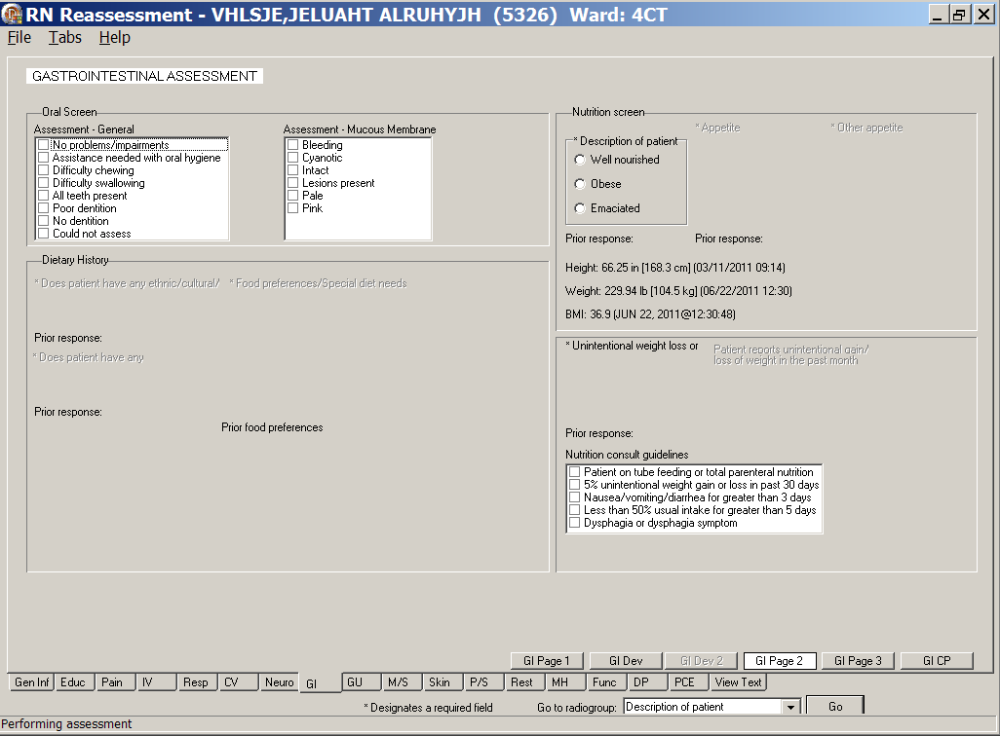 RN Reassessment - VHLSJE,JELUAHT ALRUHYJH (5326) Ward: 4CT
File Tabs Help
GASTROINTESTINAL ASSESSMENT
Oral Screen
Assessment - General
No problems/impairments
Assistance needed with oral hygiene
Difficulty chewing
Difficulty swallowing
All teeth present
Poor dentition
No dentition
Could not assess
Assessment - Mucous Membrane
Bleeding
Cyanotic
Intact
Lesions present
Pale
Pink
Dietary History
* Does patient have any ethnic/cultural/ * Food preferences/Special diet needs
Prior response:
* Does patient have any
Prior response:
Prior food preferences
Nutrition screen
* Appetite * Other appetite
* Description of patient
Well nourished
Obese
Emaciated
Prior response: Prior response:
Height: 66.25 in [168.3 cm] (03/11/2011 09:14)
Weight: 229.94 lb [104.5 kg] (06/22/2011 12:30)
BMI: 36.9 (JUN 22, 2011@12:30:48)
* Unintentional weight loss or
Patient reports unintentional gain/
loss of weight in the past month
Prior response:
Nutrition consult guidelines
Patient on tube feeding or total parenteral nutrition
5% unintentional weight gain or loss in past 30 days
Nausea/vomiting/diarrhea for greater than 3 days
Less than 50% usual intake for greater than 5 days
Dysphagia or dysphagia symptom
GI Page 1 GI Dev GI Dev 2 GI Page 2 GI Page 3 GI CP
Gen Inf Educ Pain IV Resp CV Neuro GI GU M/S Skin P/S Rest MH Func DP PCE View Text
* Designates a required field Go to radiogroup: Description of patient Go
Performing assessment